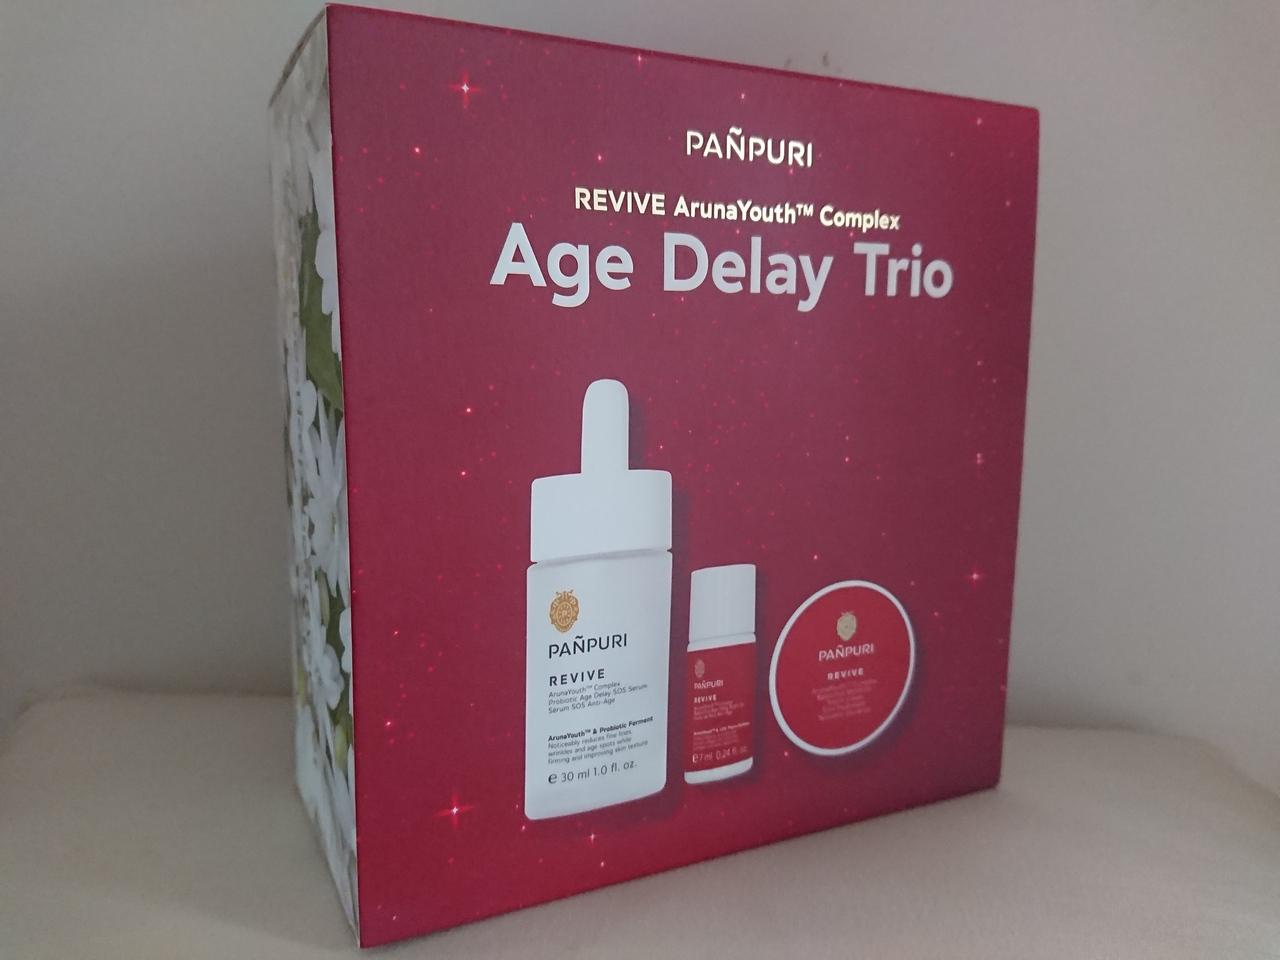 PAÑPURI
REVIVE ArunaYouth™ Complex
Age Delay Trio
PAÑPURI
REVIVE
ArunaYouth™ Complex
Probiotic Age Delay SOS Serum
Sérum SOS Anti-Age
ArunaYouth™ & Probiotic Ferment
Noticeably reduces fine lines,
wrinkles and age spots while
firming and improving skin texture
℮ 30 ml 1.0 fl. oz.
PAÑPURI
REVIVE
℮ 7 ml 0.24 fl. oz.
PAÑPURI
REVIVE